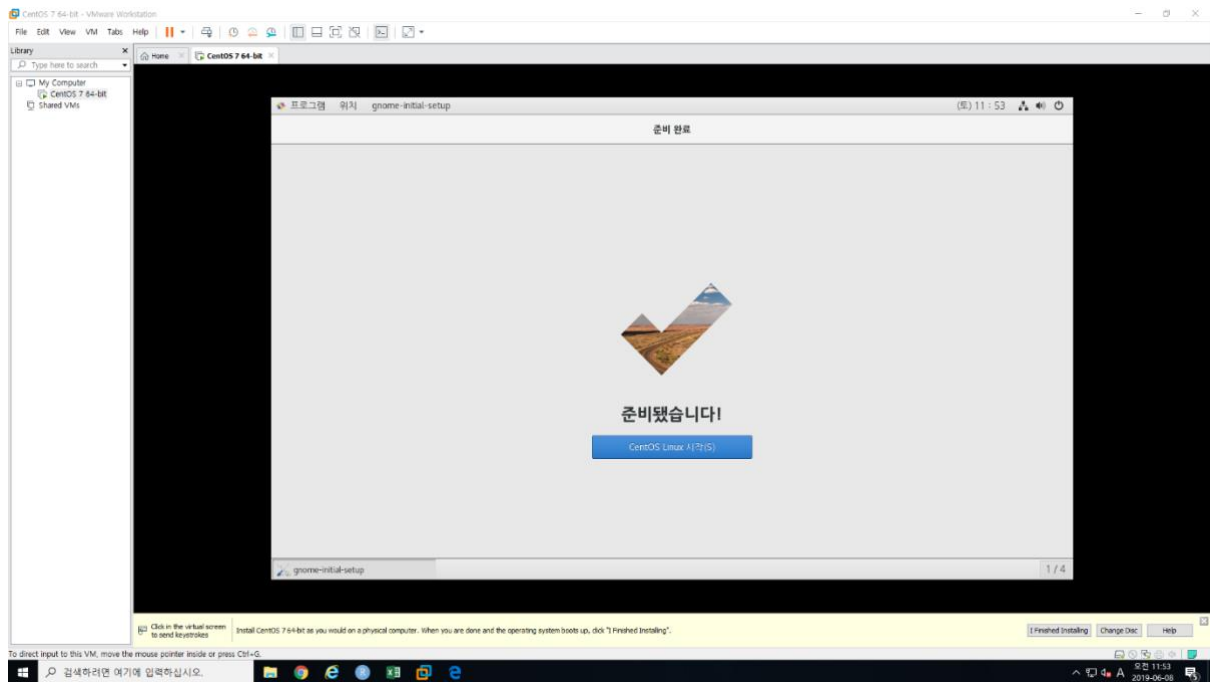 CentOS 7 64-bit - VMware Workstation
File Edit View VM Tabs Help
Library
Type here to search
My Computer
CentOS 7 64-bit
Shared VMs
Home
CentOS 7 64-bit
프로그램 위치 gnome-initial-setup (토) 11 : 53
준비 완료
준비됐습니다!
CentOS Linux 시작(S)
gnome-initial-setup
1 / 4
Click in the virtual screen
to send keystrokes
Install CentOS 7 64-bit as you would on a physical computer. When you are done and the operating system boots up, click "I Finished Installing".
I Finished Installing Change Disc Help
To direct input to this VM, move the mouse pointer inside or press Ctrl+G.
검색하려면 여기에 입력하십시오.
A
오전 11:53
2019-06-08